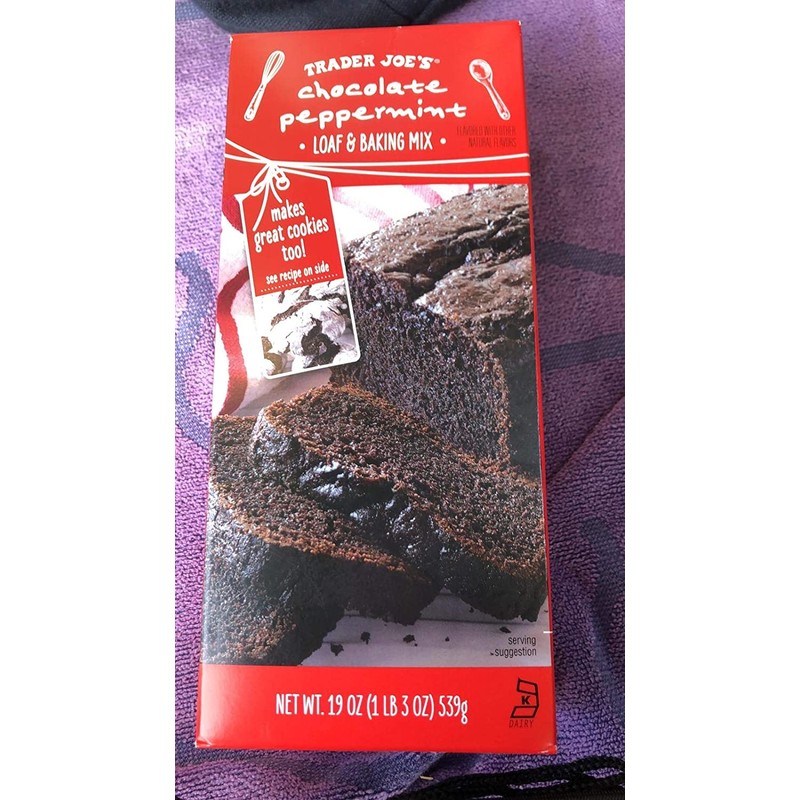 TRADER JOE'S®
chocolate
peppermint
• LOAF & BAKING MIX •
FLAVORED WITH OTHER
NATURAL FLAVORS
makes
great cookies
too!
see recipe on side
serving
suggestion
NET WT. 19 OZ (1 LB 3 OZ) 539g
K
DAIRY